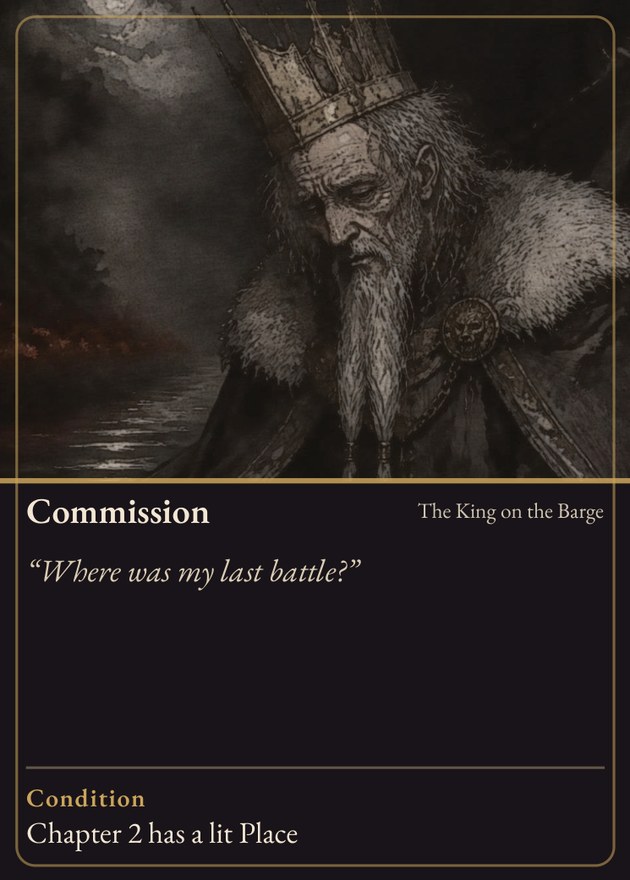 Commission
The King on the Barge
“Where was my last battle?”
Condition
Chapter 2 has a lit Place